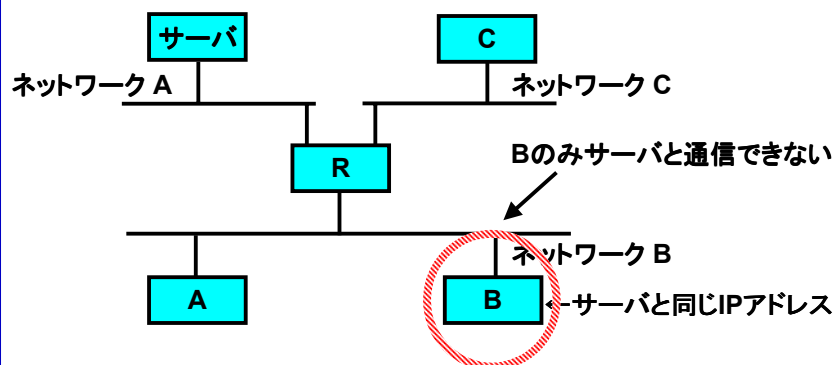 サーバ
C
ネットワーク A
ネットワーク C
R
Bのみサーバと通信できない
ネットワーク B
A
B
←サーバと同じIPアドレス